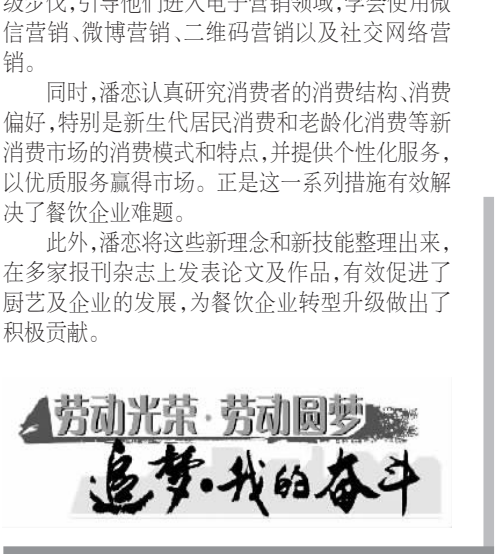 级步伐,引导他们进入电子营销领域,学会使用微
信营销、微博营销、二维码营销以及社交网络营
销。
同时,潘恋认真研究消费者的消费结构、消费
偏好,特别是新生代居民消费和老龄化消费等新
消费市场的消费模式和特点,并提供个性化服务,
以优质服务赢得市场。正是这一系列措施有效解
决了餐饮企业难题。
此外,潘恋将这些新理念和新技能整理出来,
在多家报刊杂志上发表论文及作品,有效促进了
厨艺及企业的发展,为餐饮企业转型升级做出了
积极贡献。
劳动光荣·劳动圆梦
追梦·我的奋斗